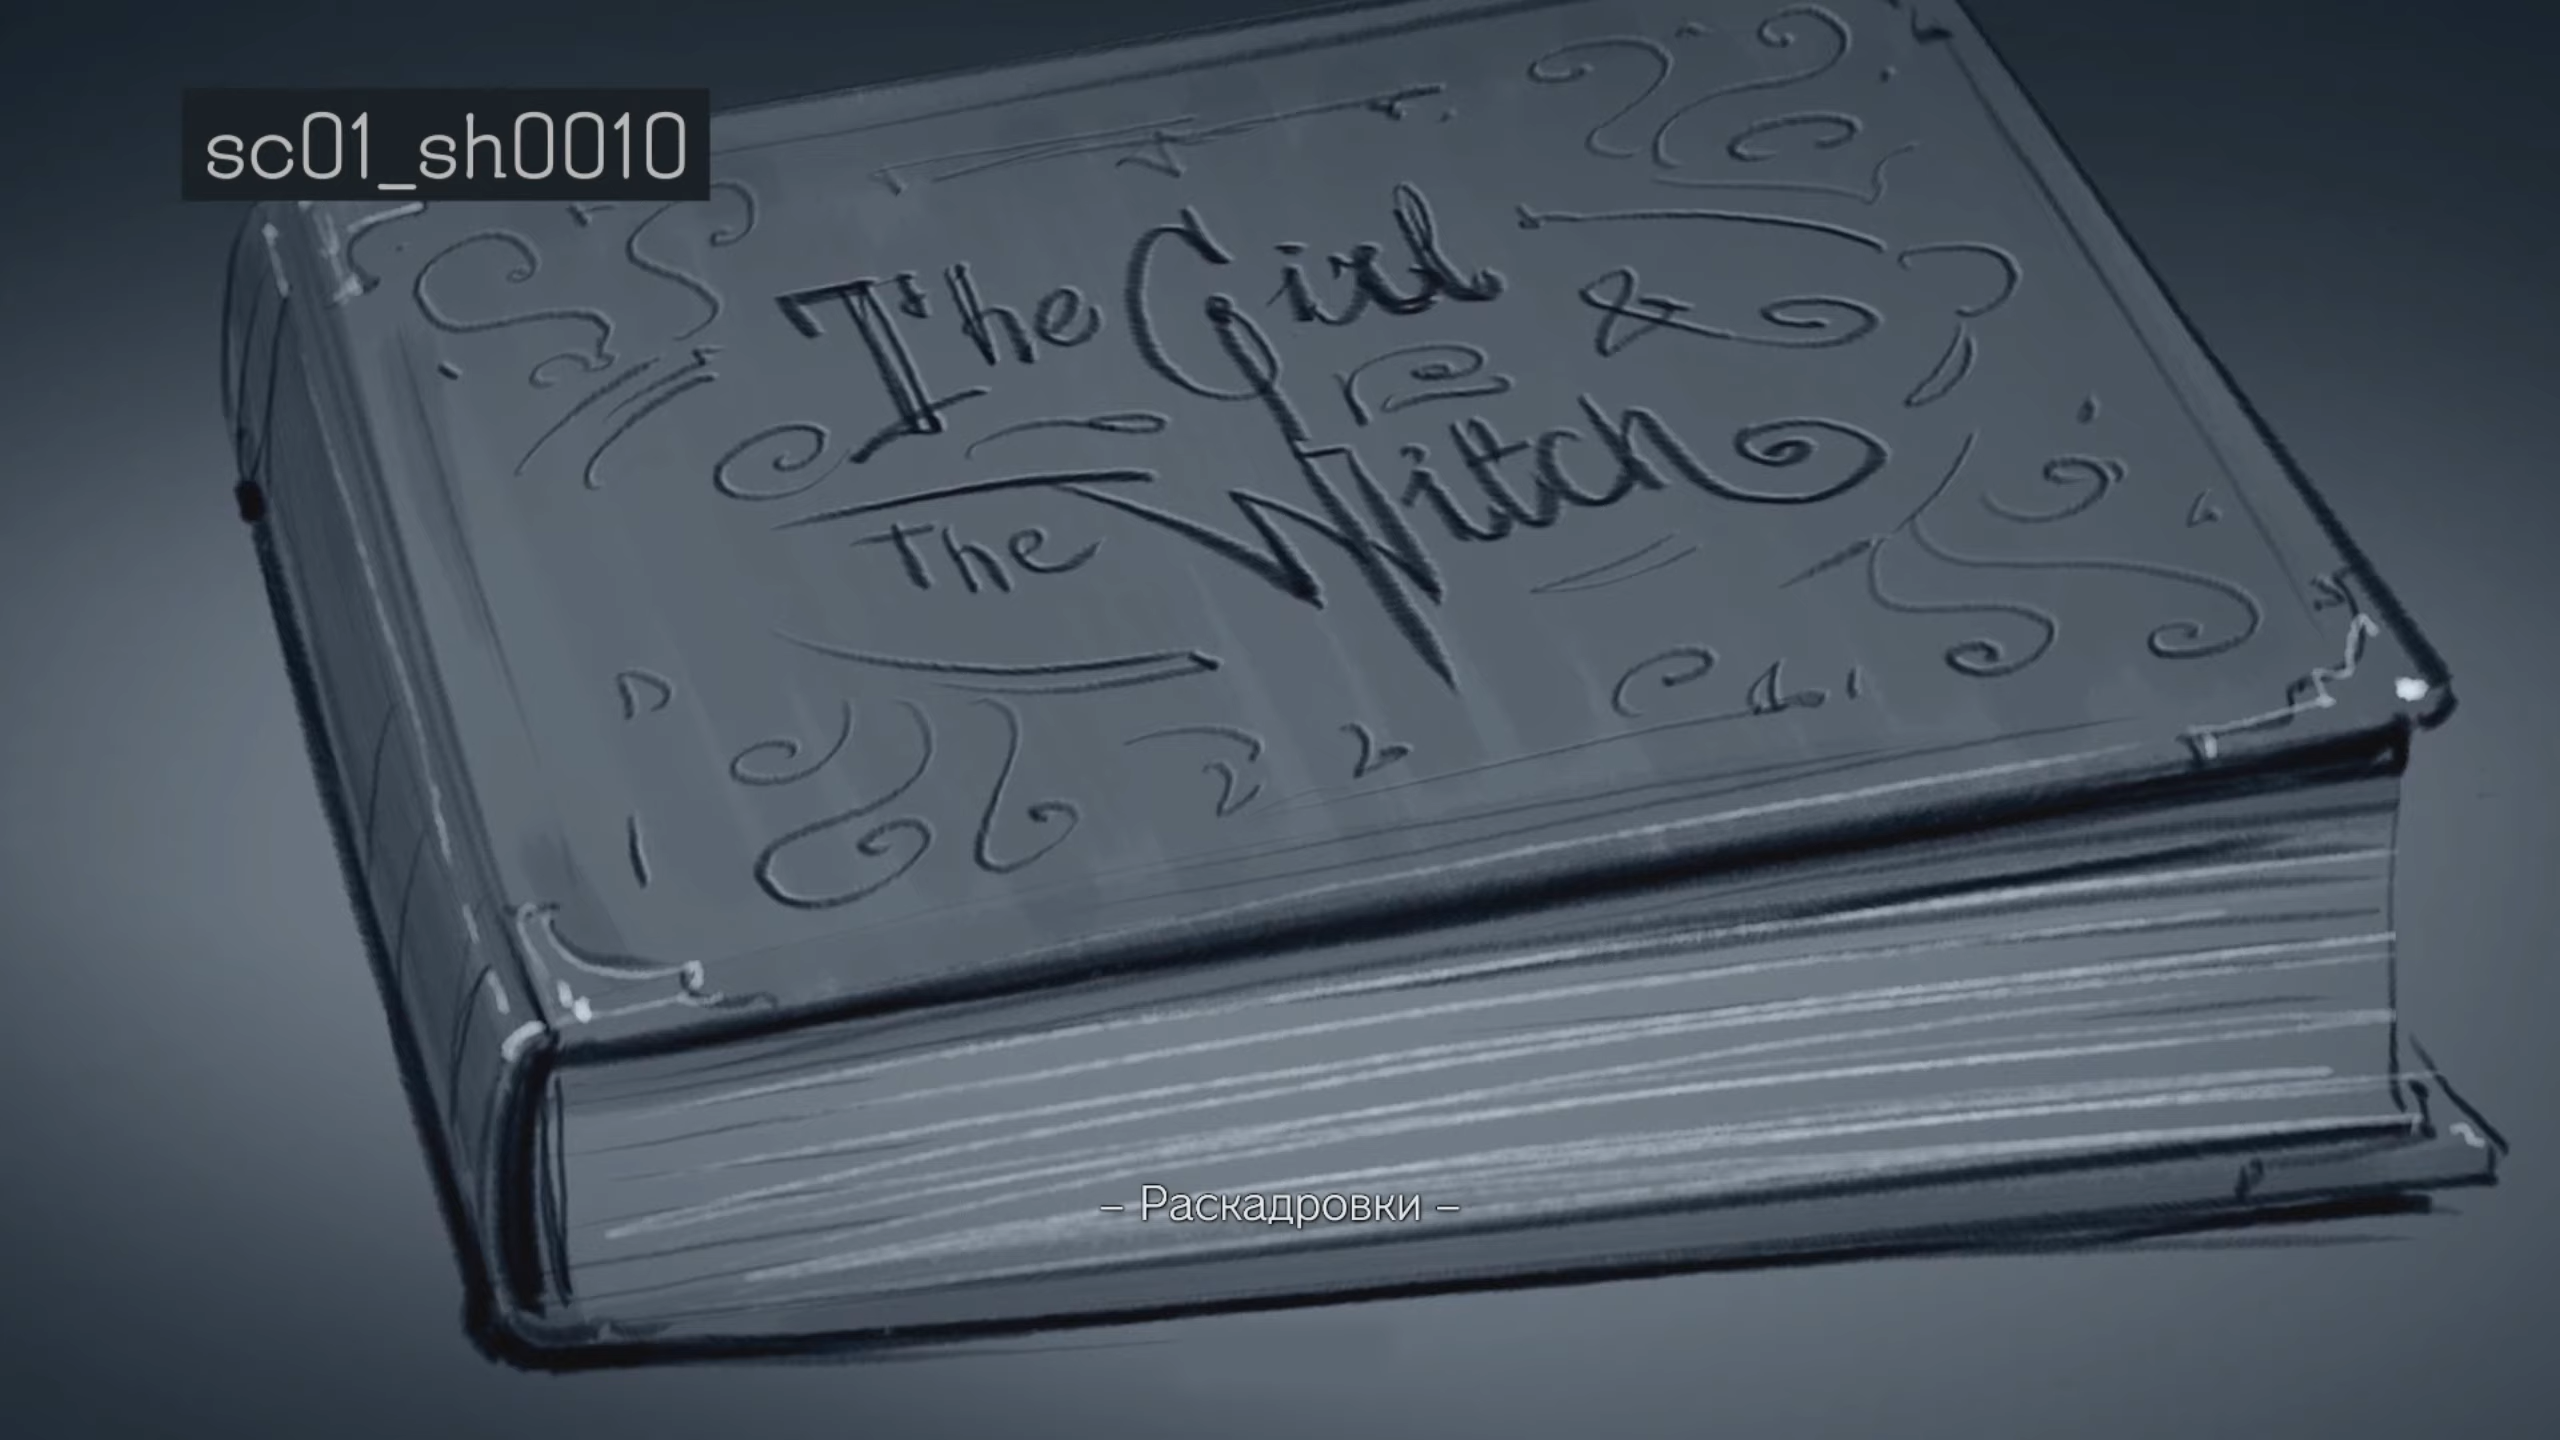 sc01_sh0010
The Girl &
The Witch
– Раскадровки –